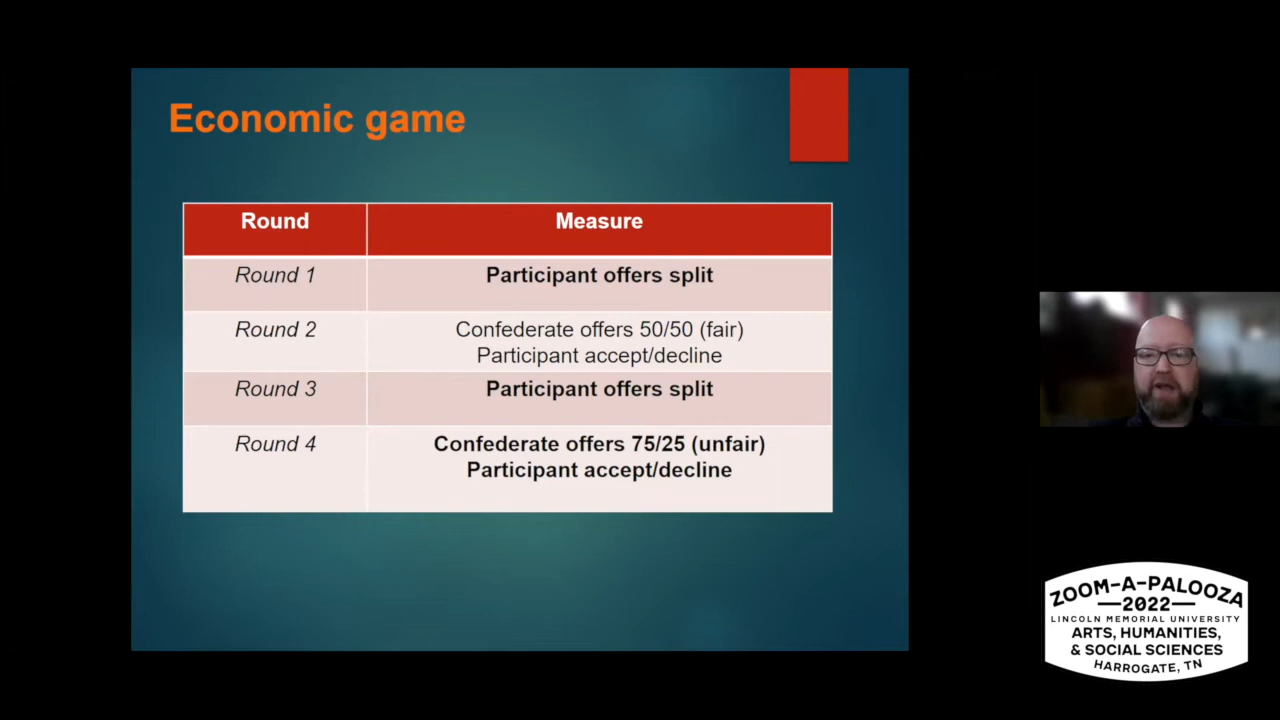 Economic game
Round Measure
Round 1 Participant offers split
Round 2 Confederate offers 50/50 (fair)
Participant accept/decline
Round 3 Participant offers split
Round 4 Confederate offers 75/25 (unfair)
Participant accept/decline
ZOOM-A-PALOOZA
2022
LINCOLN MEMORIAL UNIVERSITY
ARTS, HUMANITIES,
& SOCIAL SCIENCES
HARROGATE, TN